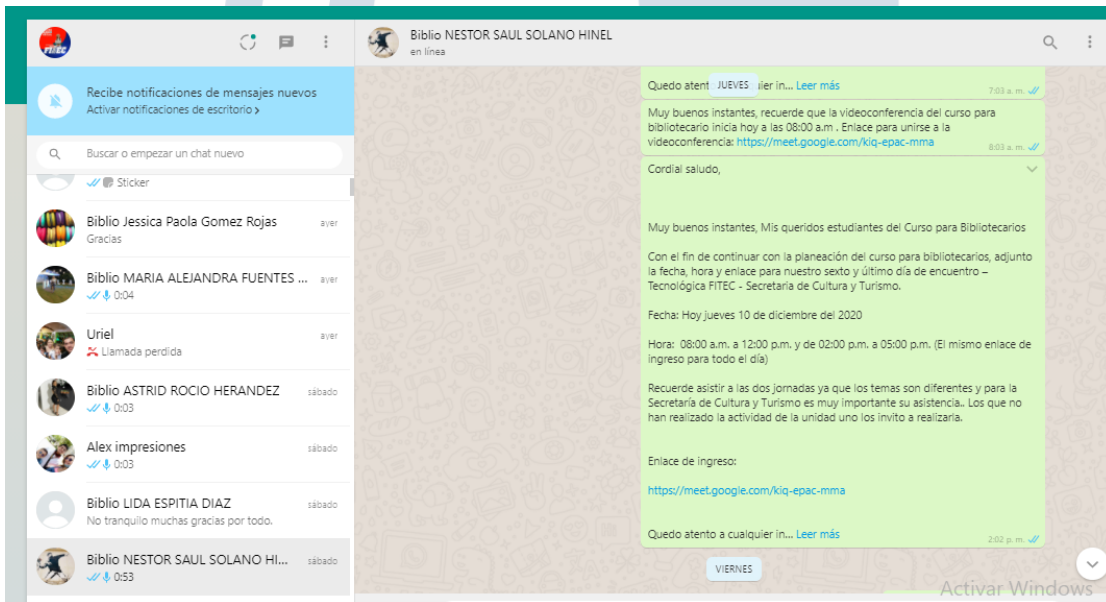 FITEC
Recibe notificaciones de mensajes nuevos
Activar notificaciones de escritorio >
Buscar o empezar un chat nuevo
Sticker
Biblio Jessica Paola Gomez Rojas ayer
Gracias
Biblio MARIA ALEJANDRA FUENTES ... ayer
0:04
Uriel ayer
Llamada perdida
Biblio ASTRID ROCIO HERANDEZ sábado
0:03
Alex impresiones sábado
0:03
Biblio LIDA ESPITIA DIAZ sábado
No tranquilo muchas gracias por todo.
Biblio NESTOR SAUL SOLANO HI... sábado
0:53
Biblio NESTOR SAUL SOLANO HINEL
en línea
JUEVES
Quedo atent uier in... Leer más
7:03 a. m.
Muy buenos instantes, recuerde que la videoconferencia del curso para
bibliotecario inicia hoy a las 08:00 a.m . Enlace para unirse a la
videoconferencia: https://meet.google.com/kiq-epac-mma
8:03 a. m.
Cordial saludo,
Muy buenos instantes, Mis queridos estudiantes del Curso para Bibliotecarios
Con el fin de continuar con la planeación del curso para bibliotecarios, adjunto
la fecha, hora y enlace para nuestro sexto y último día de encuentro –
Tecnológica FITEC - Secretaria de Cultura y Turismo.
Fecha: Hoy jueves 10 de diciembre del 2020
Hora: 08:00 a.m. a 12:00 p.m. y de 02:00 p.m. a 05:00 p.m. (El mismo enlace de
ingreso para todo el día)
Recuerde asistir a las dos jornadas ya que los temas son diferentes y para la
Secretaría de Cultura y Turismo es muy importante su asistencia.. Los que no
han realizado la actividad de la unidad uno los invito a realizarla.
Enlace de ingreso:
https://meet.google.com/kiq-epac-mma
Quedo atento a cualquier in... Leer más
2:02 p. m.
VIERNES
Activar Windows